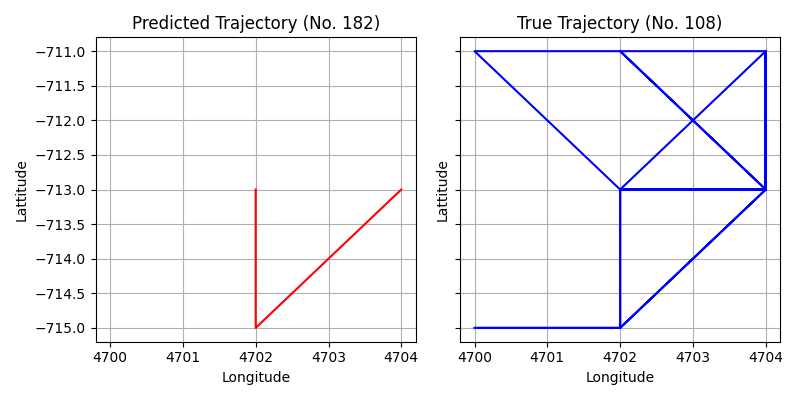 Predicted Trajectory (No. 182)
True Trajectory (No. 108)
−711.0
−711.5
−712.0
−712.5
−713.0
−713.5
−714.0
−714.5
−715.0
Lattitude
Lattitude
4700 4701 4702 4703 4704
4700 4701 4702 4703 4704
Longitude
Longitude